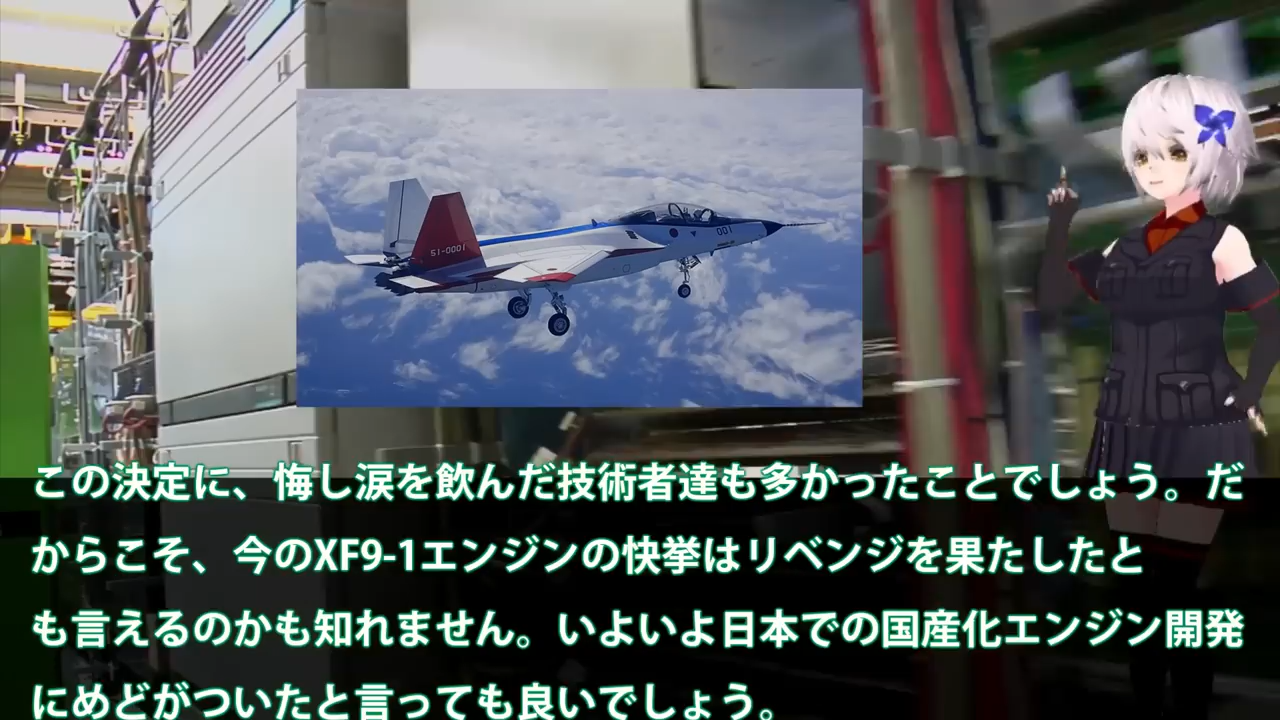 001
51-0001
この決定に、悔し涙を飲んだ技術者達も多かったことでしょう。だ
からこそ、今のXF9-1エンジンの快挙はリベンジを果たしたと
も言えるのかも知れません。いよいよ日本での国産化エンジン開発
にめどがついたと言っても良いでしょう。